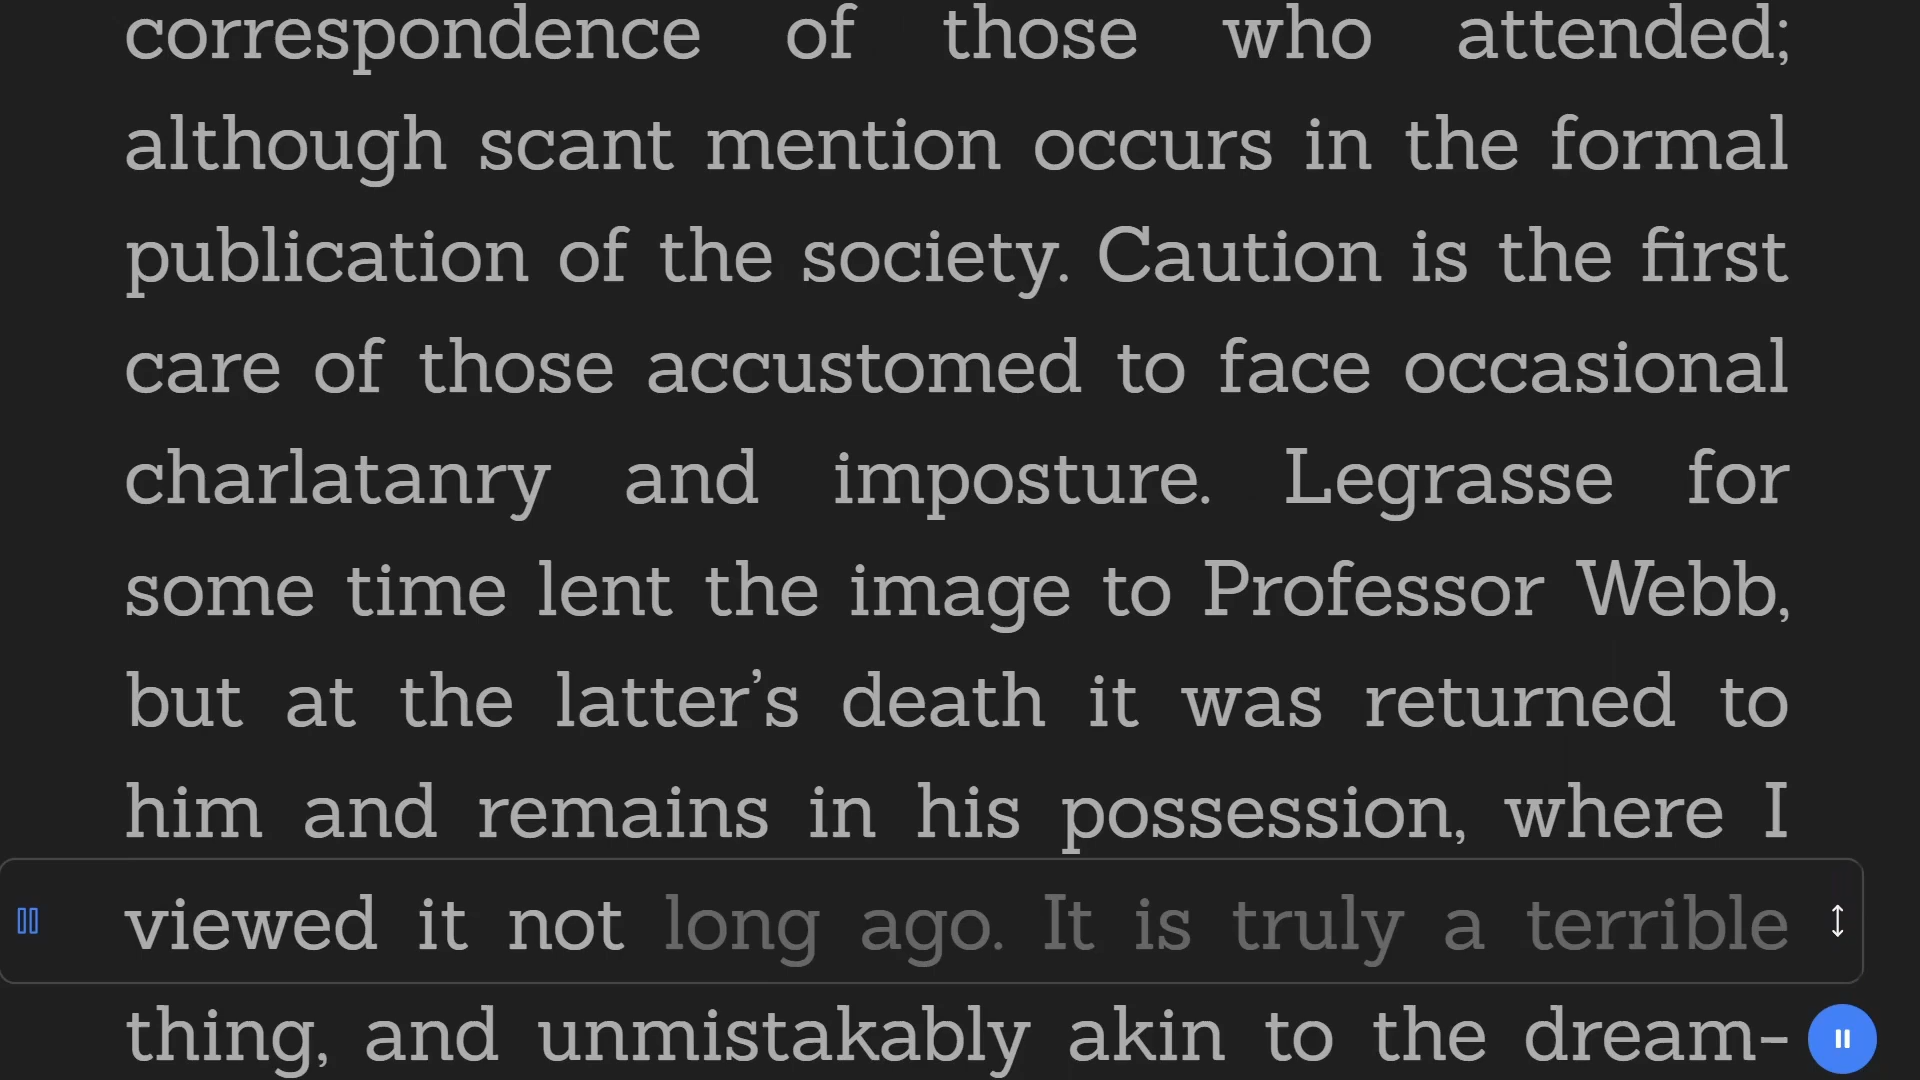 correspondence of those who attended;
although scant mention occurs in the formal
publication of the society. Caution is the first
care of those accustomed to face occasional
charlatanry and imposture. Legrasse for
some time lent the image to Professor Webb,
but at the latter’s death it was returned to
him and remains in his possession, where I
viewed it not long ago. It is truly a terrible
thing, and unmistakably akin to the dream-